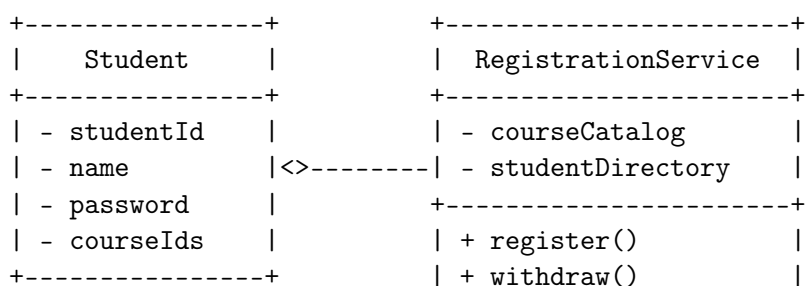 +----------------+          +-----------------------+
|    Student     |          |  RegistrationService  |
+----------------+          +-----------------------+
| - studentId    |          | - courseCatalog       |
| - name         |<>--------| - studentDirectory    |
| - password     |          +-----------------------+
| - courseIds    |          | + register()          |
+----------------+          | + withdraw()          |